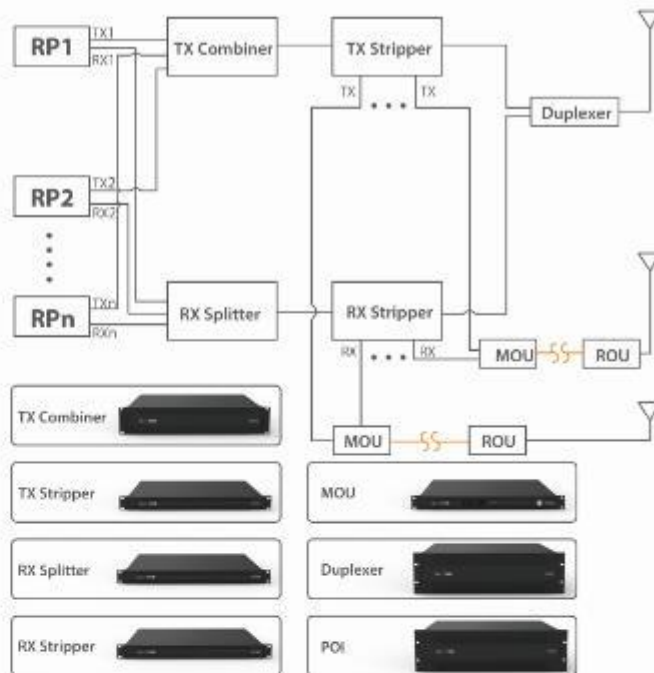 TX1
RP1
RX1
TX Combiner
TX Stripper
TX
TX
Duplexer
TX2
RP2
RX2
TXn
RPn
RXn
RX Splitter
RX Stripper
RX
RX
MOU
ROU
MOU
ROU
TX Combiner
TX Stripper
MOU
RX Splitter
Duplexer
RX Stripper
POI